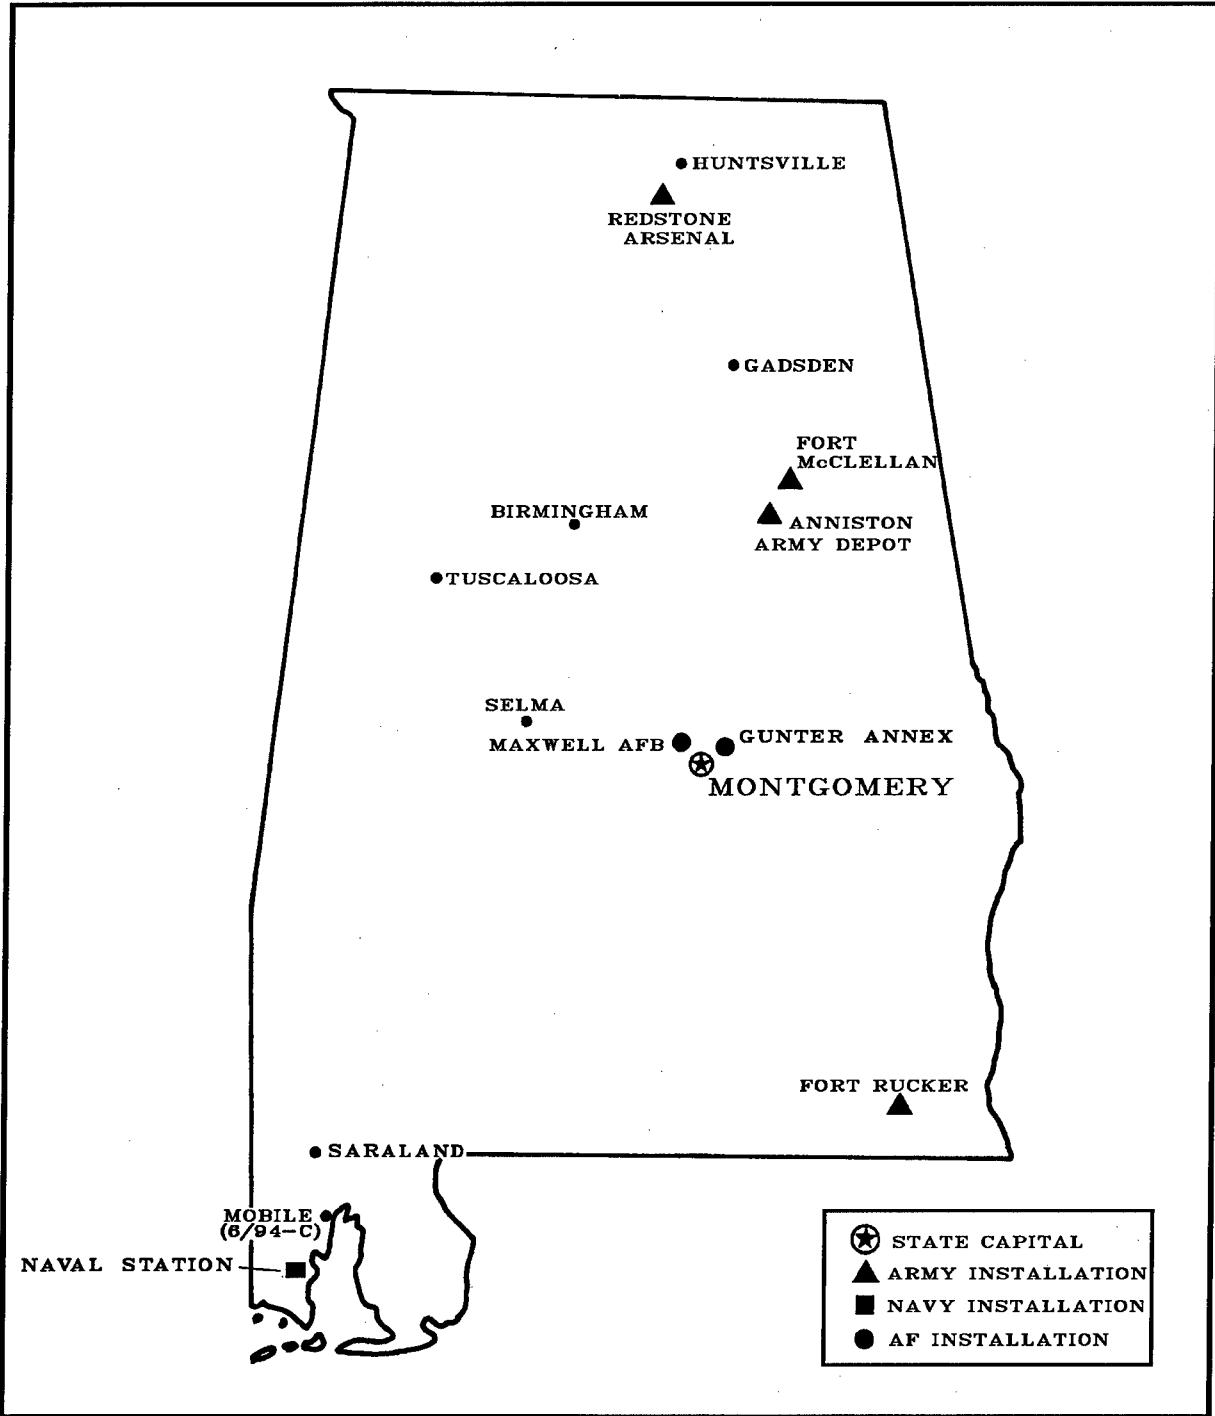 HUNTSVILLE
REDSTONE
ARSENAL
GADSDEN
FORT
McCLELLAN
BIRMINGHAM
ANNISTON
ARMY DEPOT
TUSCALOOSA
SELMA
MAXWELL AFB
GUNTER ANNEX
MONTGOMERY
FORT RUCKER
SARALAND
MOBILE
(6/94-C)
NAVAL STATION
STATE CAPITAL
ARMY INSTALLATION
NAVY INSTALLATION
AF INSTALLATION